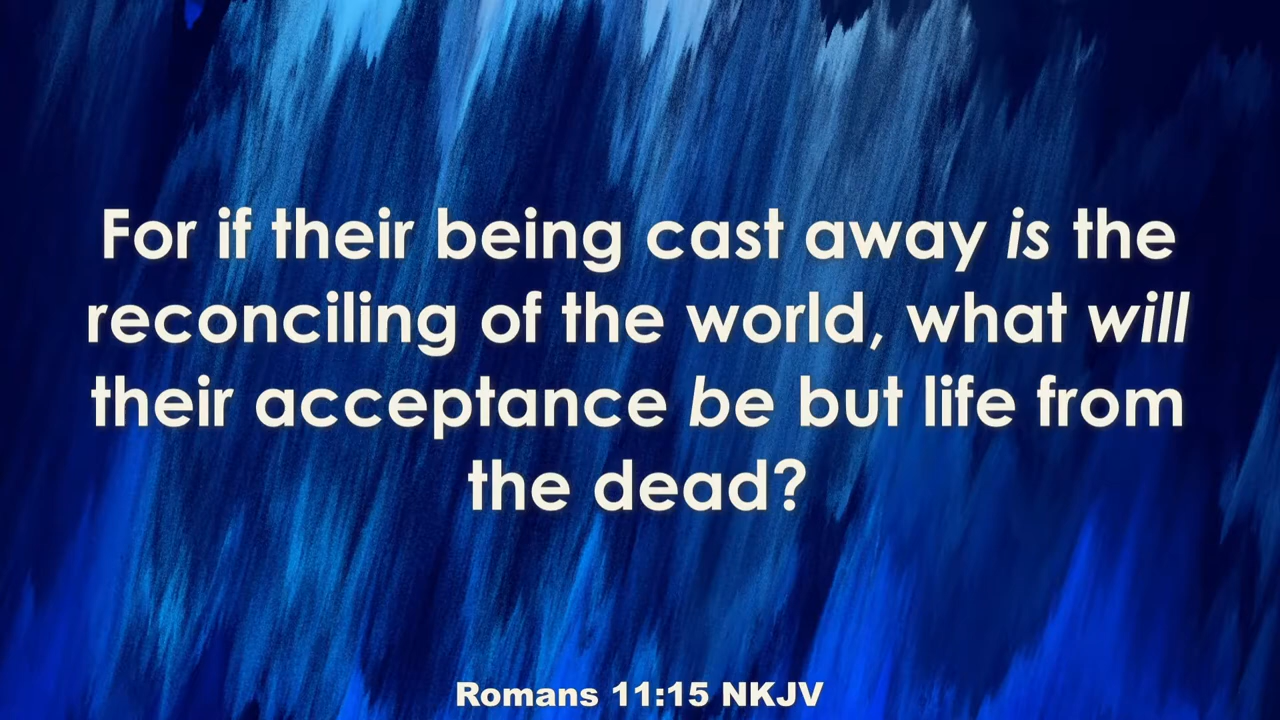 For if their being cast away is the
reconciling of the world, what will
their acceptance be but life from
the dead?
Romans 11:15 NKJV